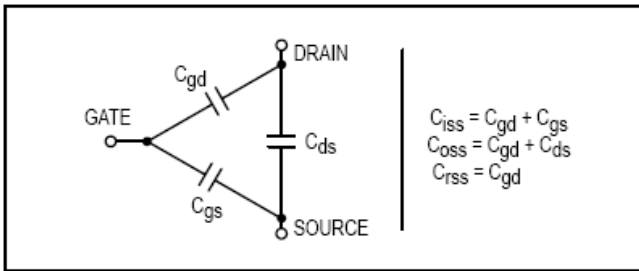 DRAIN
Cgd
GATE
Cds
Cgs
SOURCE
Ciss = Cgd + Cgs
Coss = Cgd + Cds
Crss = Cgd